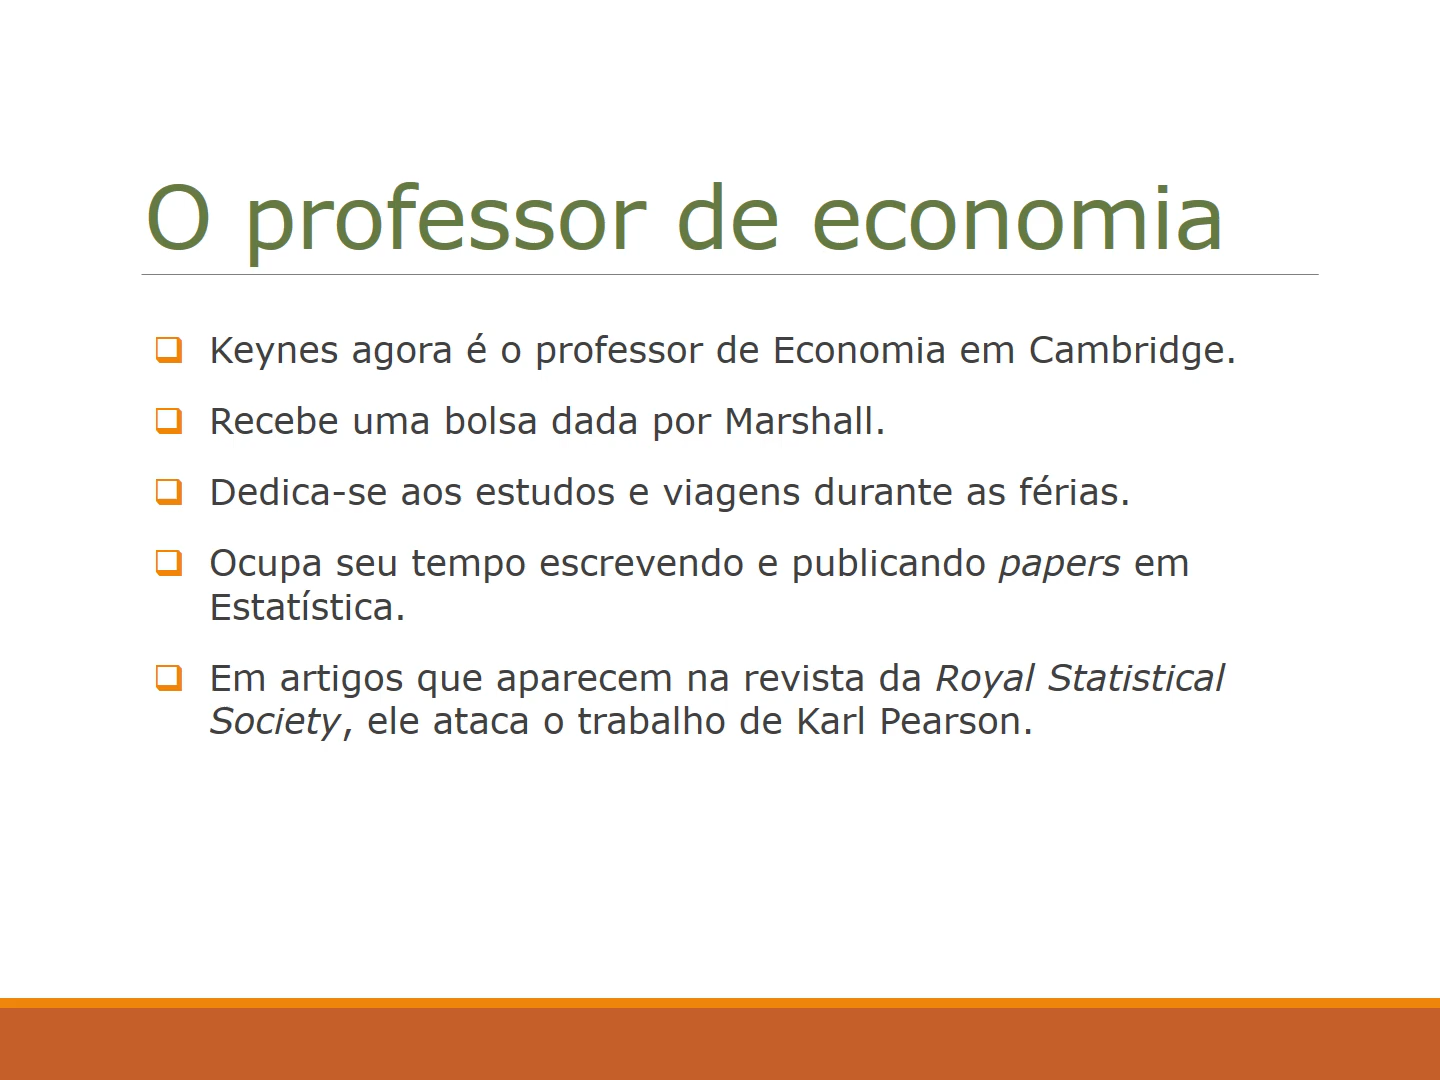 O professor de economia
Keynes agora é o professor de Economia em Cambridge.
Recebe uma bolsa dada por Marshall.
Dedica-se aos estudos e viagens durante as férias.
Ocupa seu tempo escrevendo e publicando papers em
Estatística.
Em artigos que aparecem na revista da Royal Statistical
Society, ele ataca o trabalho de Karl Pearson.